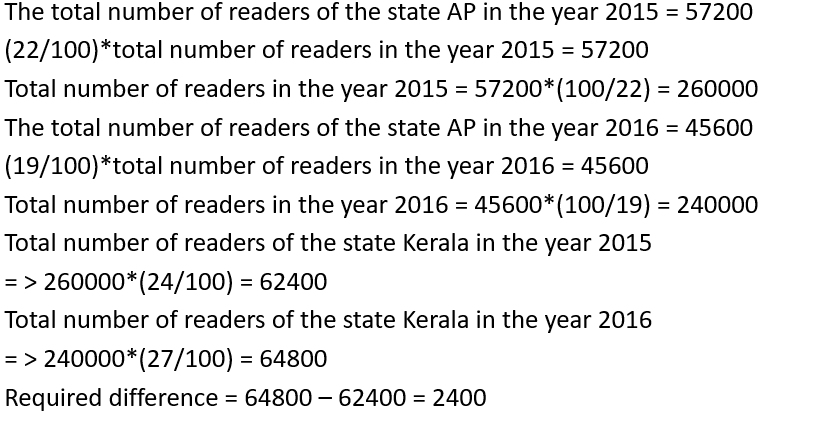 The total number of readers of the state AP in the year 2015 = 57200
(22/100)*total number of readers in the year 2015 = 57200
Total number of readers in the year 2015 = 57200*(100/22) = 260000
The total number of readers of the state AP in the year 2016 = 45600
(19/100)*total number of readers in the year 2016 = 45600
Total number of readers in the year 2016 = 45600*(100/19) = 240000
Total number of readers of the state Kerala in the year 2015
= > 260000*(24/100) = 62400
Total number of readers of the state Kerala in the year 2016
= > 240000*(27/100) = 64800
Required difference = 64800 – 62400 = 2400